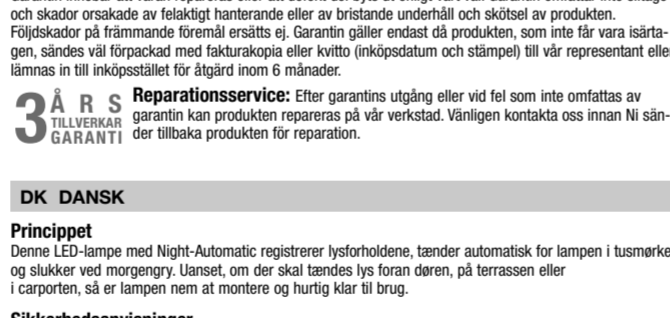 och skador orsakade av felaktigt hanterande eller av bristande underhåll och skötsel av produkten.
Följdskador på främmande föremål ersätts ej. Garantin gäller endast då produkten, som inte får vara isärta-
gen, sändes väl förpackad med fakturakopia eller kvitto (inköpsdatum och stämpel) till vår representant eller
lämnas in till inköpsstället för åtgärd inom 6 månader.
3 ÅRS
TILLVERKAR
GARANTI
Reparationsservice: Efter garantins utgång eller vid fel som inte omfattas av
garantin kan produkten repareras på vår verkstad. Vänligen kontakta oss innan Ni sän-
der tillbaka produkten för reparation.
DK DANSK
Princippet
Denne LED-lampe med Night-Automatic registrerer lysforholdene, tænder automatisk for lampen i tusmørke
og slukker ved morgengry. Uanset, om der skal tændes lys foran døren, på terrassen eller
i carporten, så er lampen nem at montere og hurtig klar til brug.